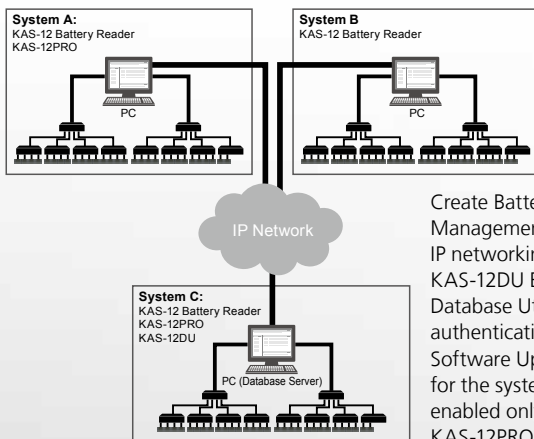 System A:
KAS-12 Battery Reader
KAS-12PRO
PC
System B
KAS-12 Battery Reader
PC
IP Network
System C:
KAS-12 Battery Reader
KAS-12PRO
KAS-12DU
PC (Database Server)
Create Batte
Managemen
IP networkin
KAS-12DU B
Database Ut
authenticati
Software Up
for the syste
enabled only
KAS-12PRO